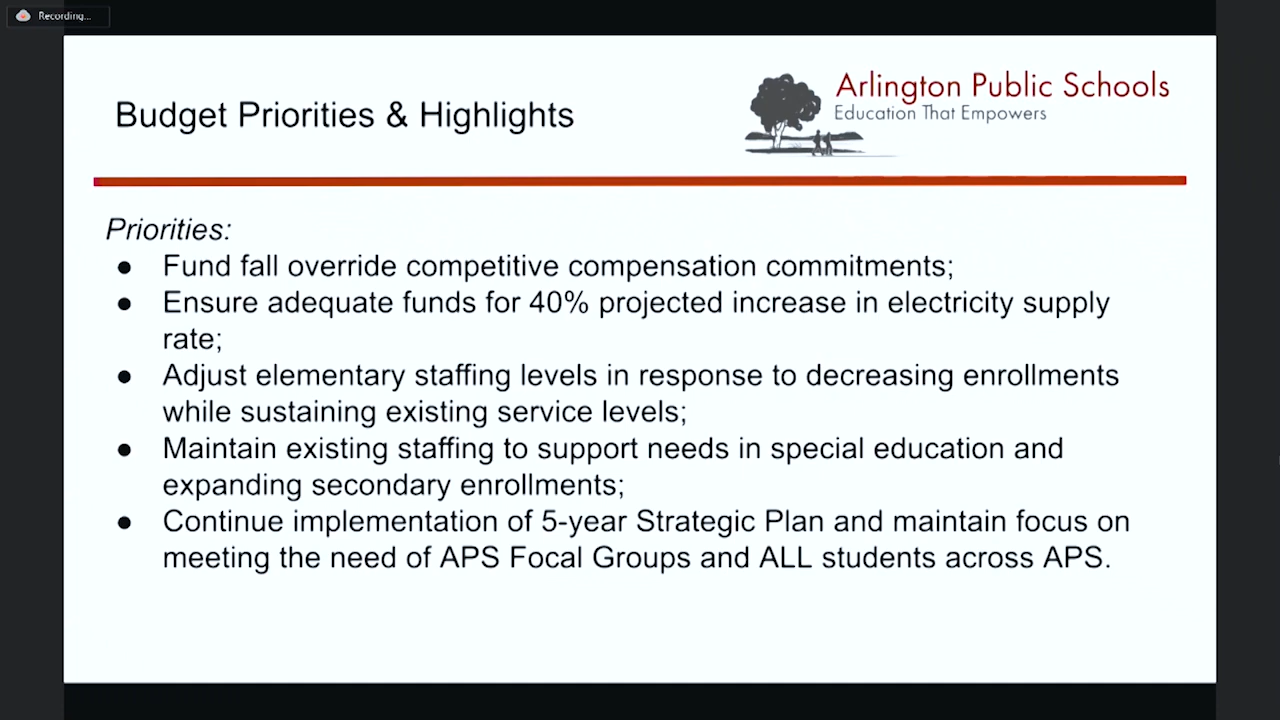 Recording...
Budget Priorities & Highlights
Arlington Public Schools
Education That Empowers
Priorities:
● Fund fall override competitive compensation commitments;
● Ensure adequate funds for 40% projected increase in electricity supply
rate;
● Adjust elementary staffing levels in response to decreasing enrollments
while sustaining existing service levels;
● Maintain existing staffing to support needs in special education and
expanding secondary enrollments;
● Continue implementation of 5-year Strategic Plan and maintain focus on
meeting the need of APS Focal Groups and ALL students across APS.